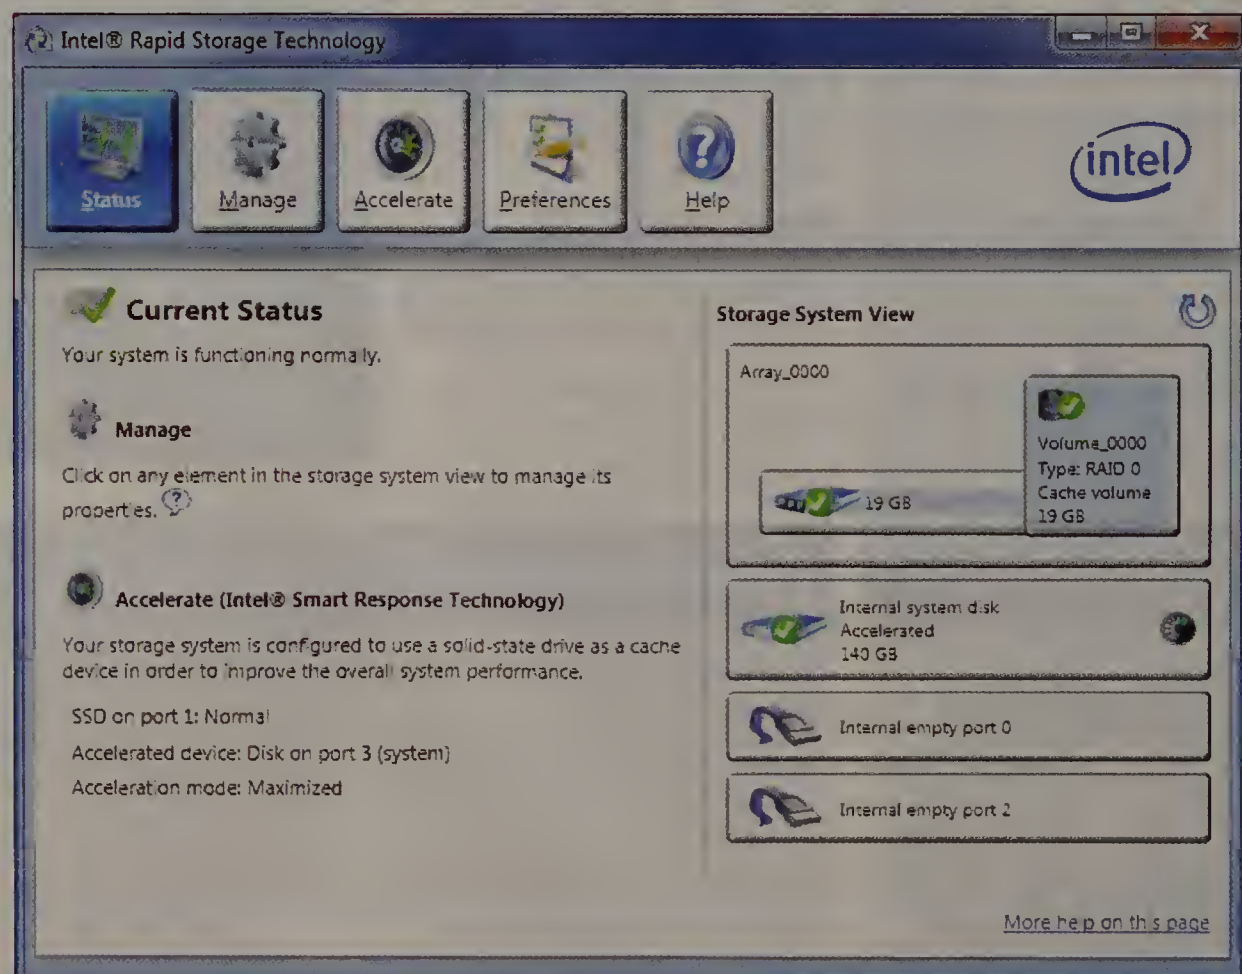 Intel® Rapid Storage Technology
Status
Manage
Accelerate
Preferences
Help
intel
Current Status
Your system is functioning normally.
Manage
Click on any element in the storage system view to manage its
properties.
Accelerate (Intel® Smart Response Technology)
Your storage system is configured to use a solid-state drive as a cache
device in order to improve the overall system performance.
SSD on port 1: Normal
Accelerated device: Disk on port 3 (system)
Acceleration mode: Maximized
Storage System View
Array_0000
Volume_0000
Type: RAID 0
Cache volume
19 GB
19 GB
Internal system disk
Accelerated
140 GB
Internal empty port 0
Internal empty port 2
More help on this page